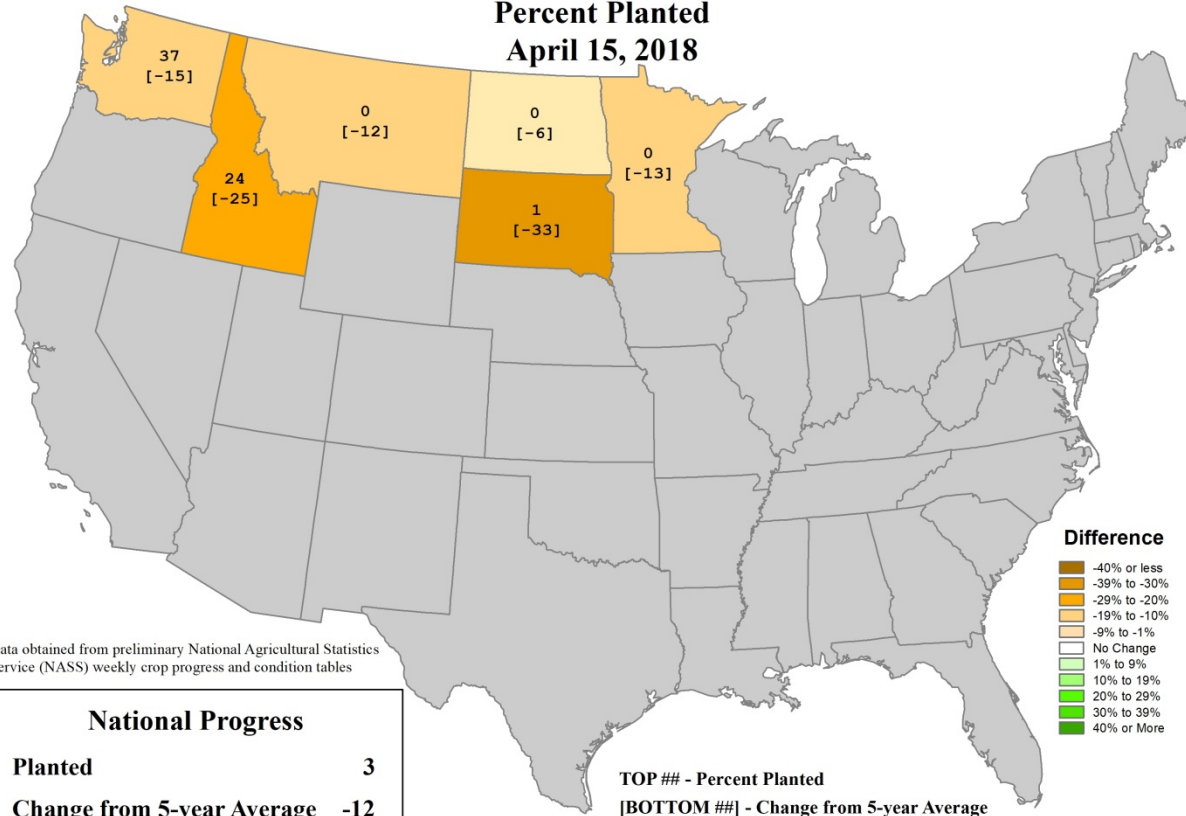 Percent Planted
April 15, 2018
37
[-15]
0
[-12]
0
[-6]
0
[-13]
24
[-25]
1
[-33]
Difference
-40% or less
-39% to -30%
-29% to -20%
-19% to -10%
-9% to -1%
No Change
1% to 9%
10% to 19%
20% to 29%
30% to 39%
40% or More
ata obtained from preliminary National Agricultural Statistics
ervice (NASS) weekly crop progress and condition tables
National Progress
Planted 3
Change from 5-year Average -12
TOP ## - Percent Planted
[BOTTOM ##] - Change from 5-year Average